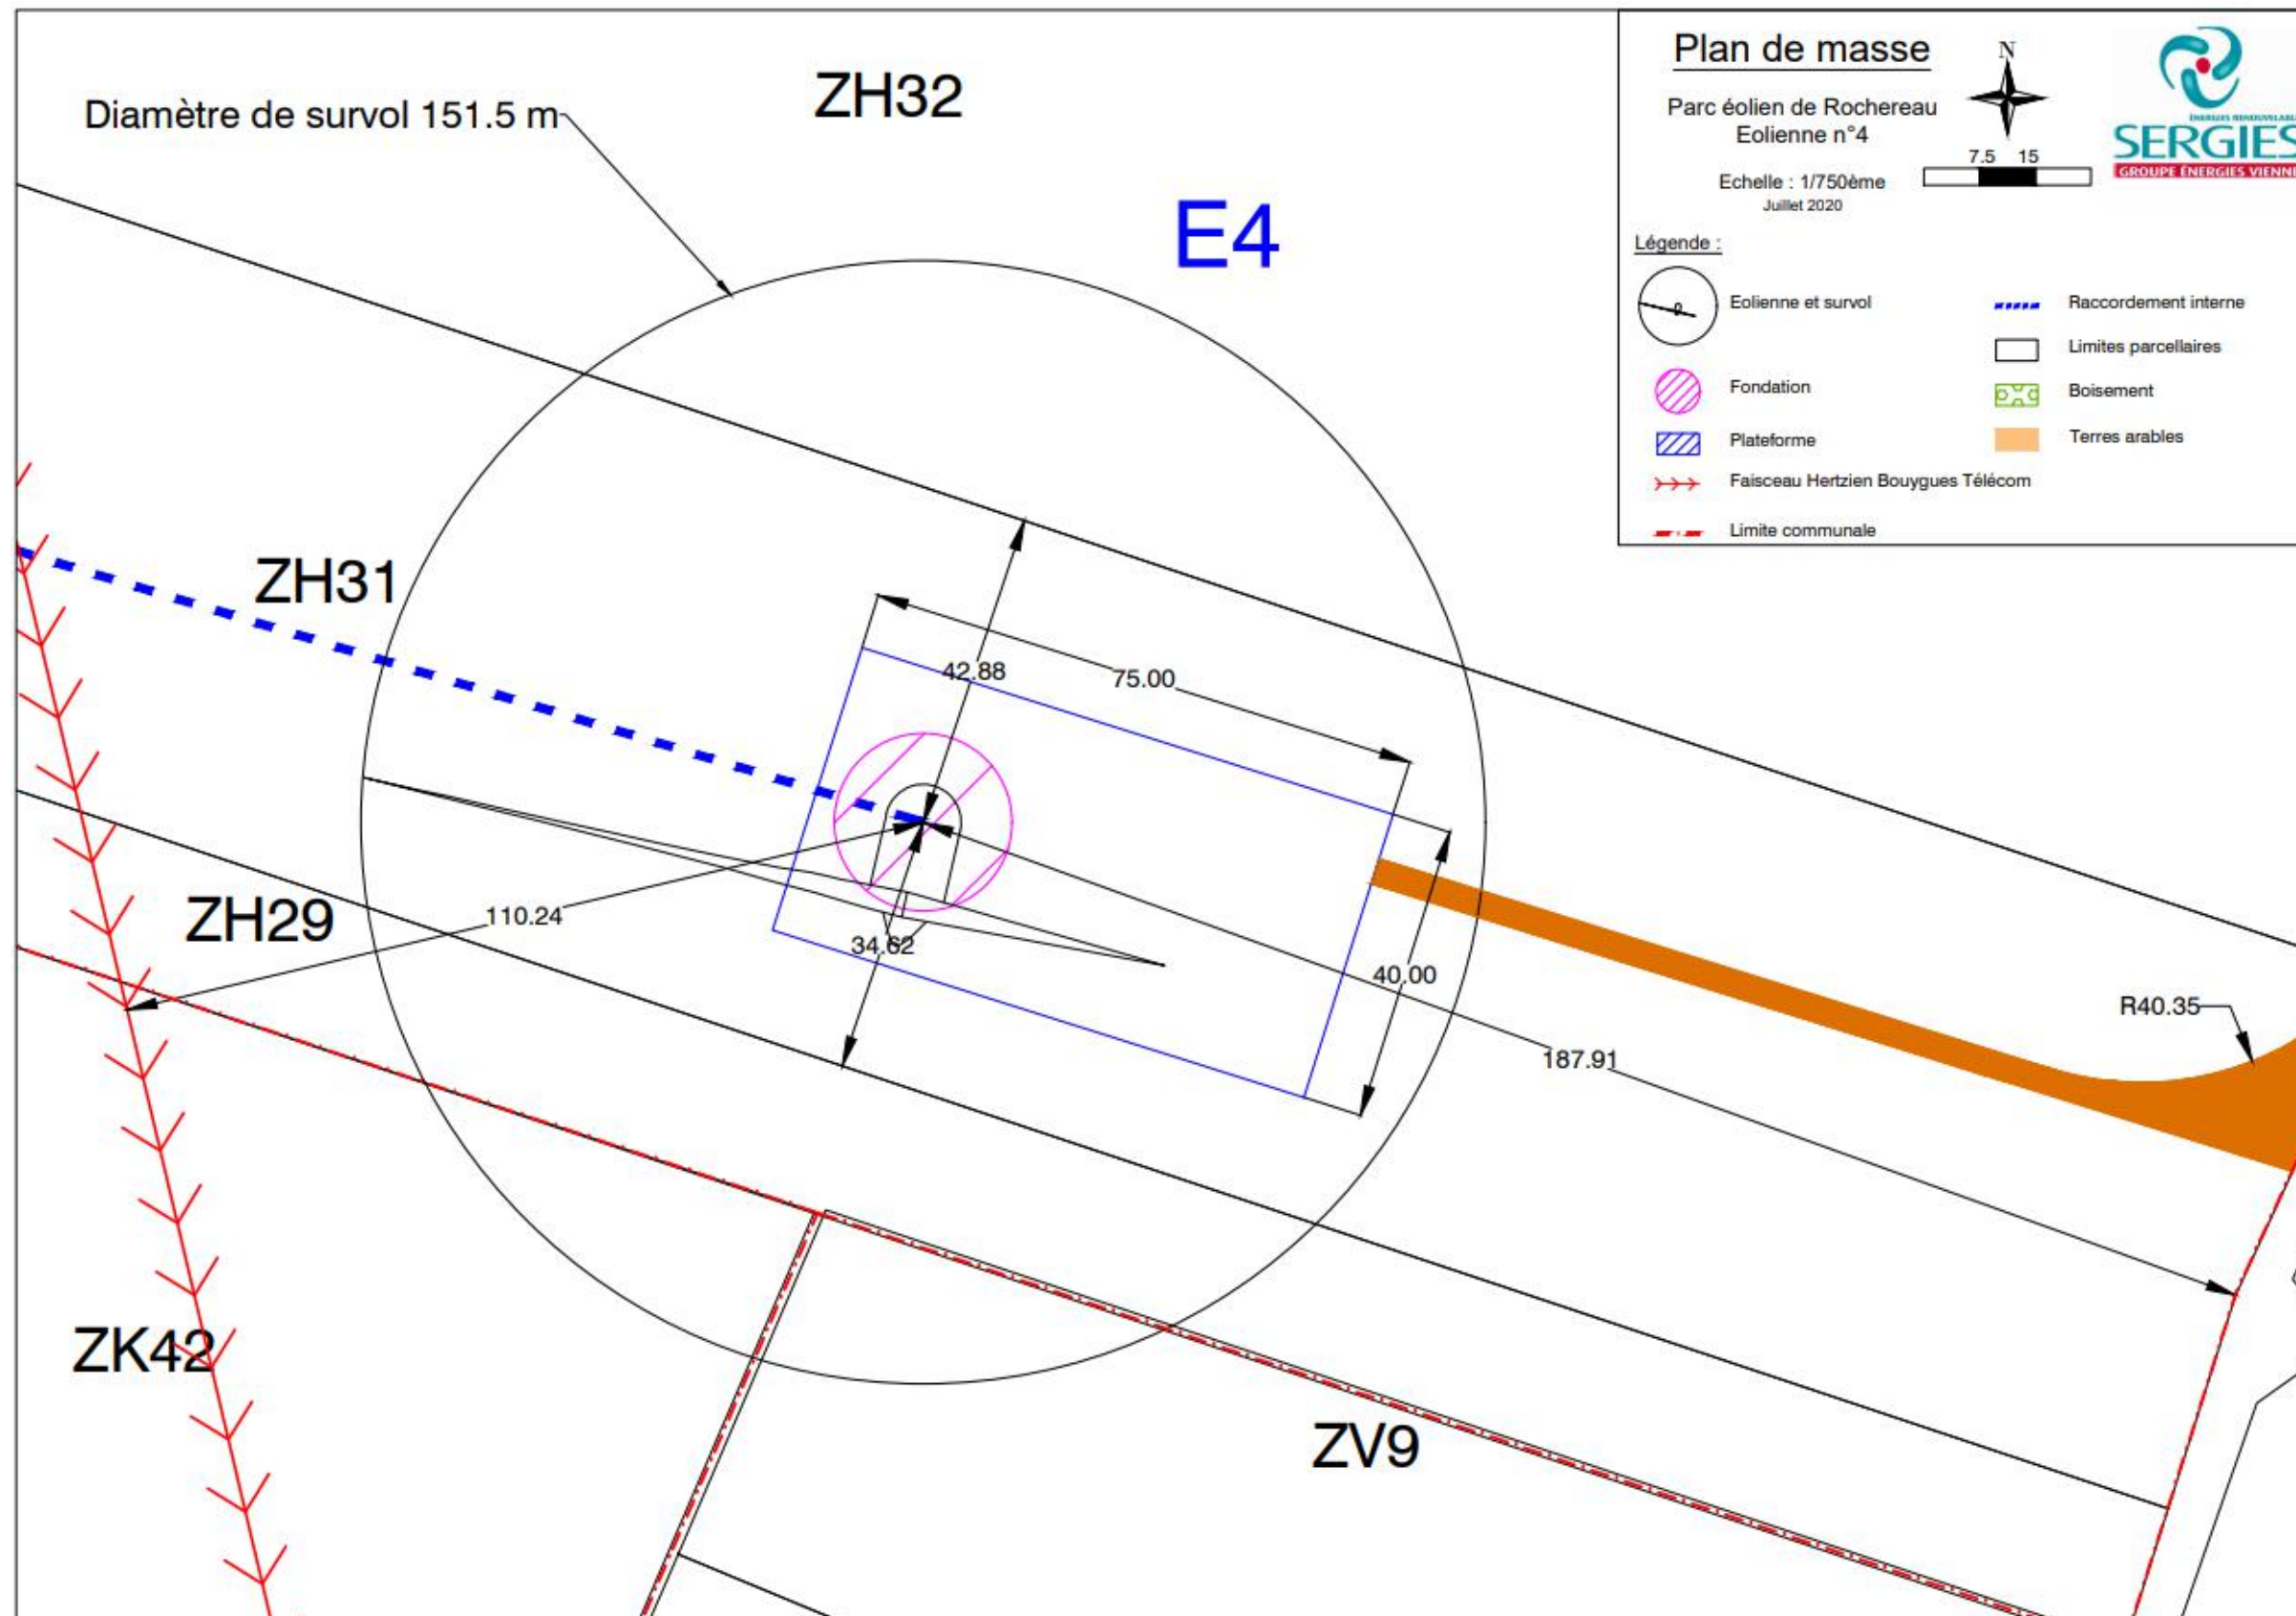 Plan de masse
N
Parc éolien de Rochereau
Eolienne n°4
7.5 15
Echelle : 1/750ème
Juillet 2020
ÉNERGIES RENOUVELABLE
SERGIES
GROUPE ÉNERGIES VIENNE
Légende :
Eolienne et survol
Raccordement interne
Limites parcellaires
Fondation
Boisement
Plateforme
Terres arables
Faisceau Hertzien Bouygues Télécom
Limite communale
Diamètre de survol 151.5 m
ZH32
E4
ZH31
42.88
75.00
ZH29
110.24
34.62
40.00
R40.35
187.91
ZK42
ZV9